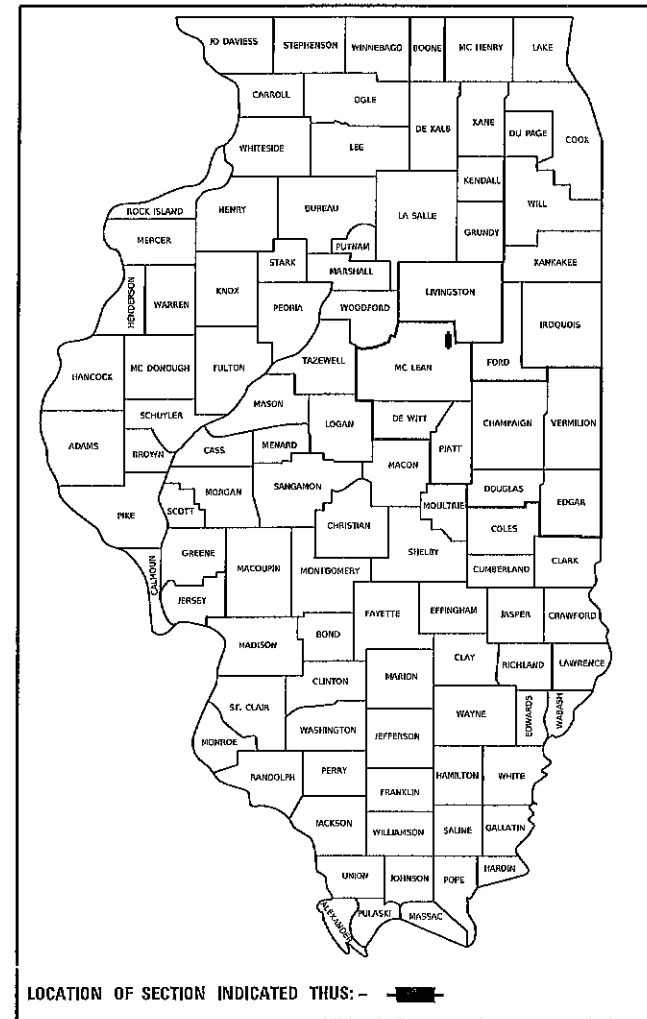 JO DAVIESS STEPHENSON WINNEBAGO BOONE MC HENRY LAKE
CARROLL OGLE
DE KALB KANE DU PAGE COOK
WHITESIDE LEE
KENDALL
ROCK ISLAND HENRY BUREAU LA SALLE WILL
MERCER PUTNAM GRUNDY
STARK MARSHALL KANKAKEE
HENDERSON WARREN KNOX PEORIA WOODFORD LIVINGSTON IROQUOIS
HANCOCK MC DONOUGH FULTON TAZEWELL MC LEAN FORD
MASON
SCHUYLER LOGAN DE WITT CHAMPAIGN VERMILION
ADAMS BROWN CASS MENARD MACON PIATT
PIKE SCOTT MORGAN SANGAMON MOULTRIE DOUGLAS EDGAR
CHRISTIAN COLES
CALHOUN GREENE MACOUPIN MONTGOMERY SHELBY CUMBERLAND CLARK
JERSEY
MADISON BOND FAYETTE EFFINGHAM JASPER CRAWFORD
CLINTON MARION CLAY RICHLAND LAWRENCE
ST. CLAIR WASHINGTON JEFFERSON WAYNE EDWARDS WABASH
MONROE
RANDOLPH PERRY FRANKLIN HAMILTON WHITE
JACKSON WILLIAMSON SALINE GALLATIN
UNION JOHNSON POPE HARDIN
ALEXANDER PULASKI MASSAC
LOCATION OF SECTION INDICATED THUS: -